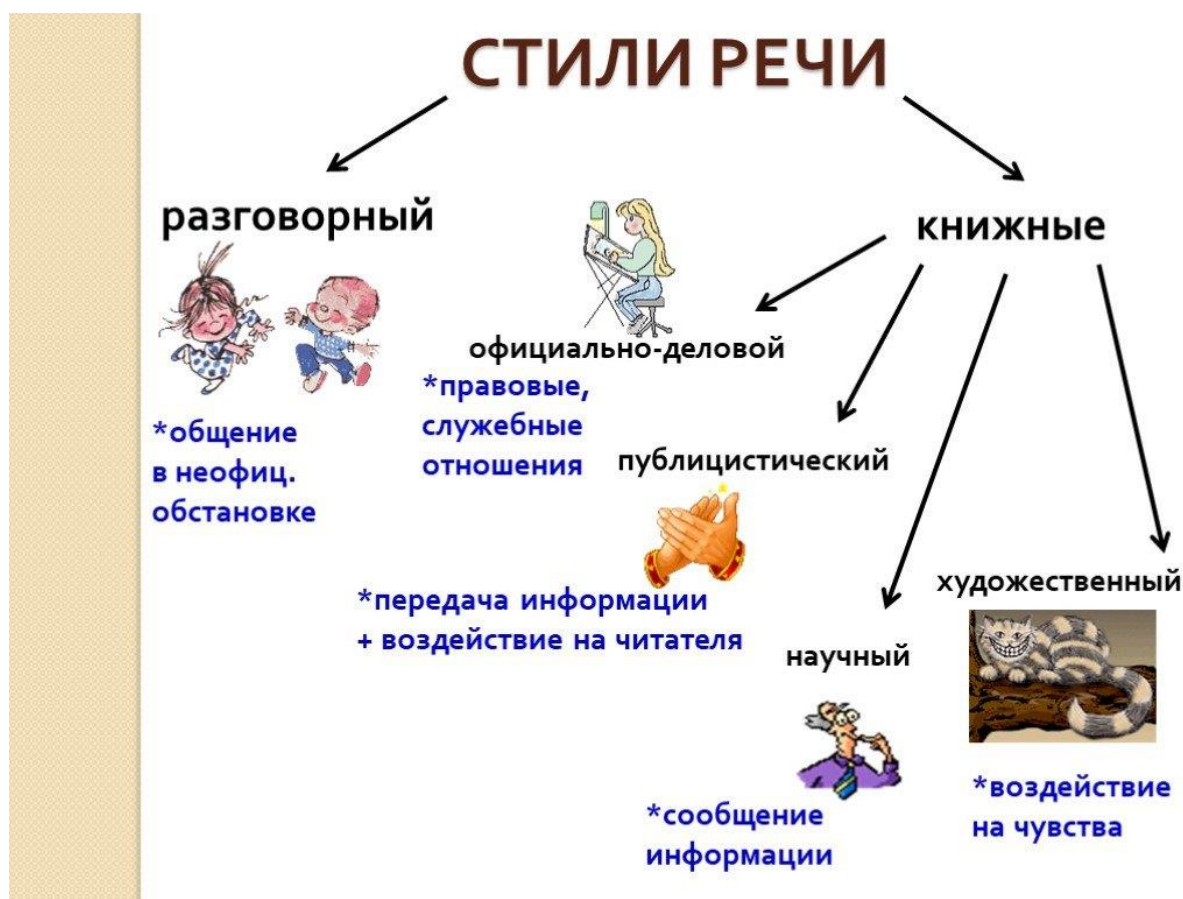 СТИЛИ РЕЧИ
разговорный
*общение
в неофиц.
обстановке
книжные
официально-деловой
*правовые,
служебные
отношения
публицистический
*передача информации
+ воздействие на читателя
научный
*сообщение
информации
художественный
*воздействие
на чувства